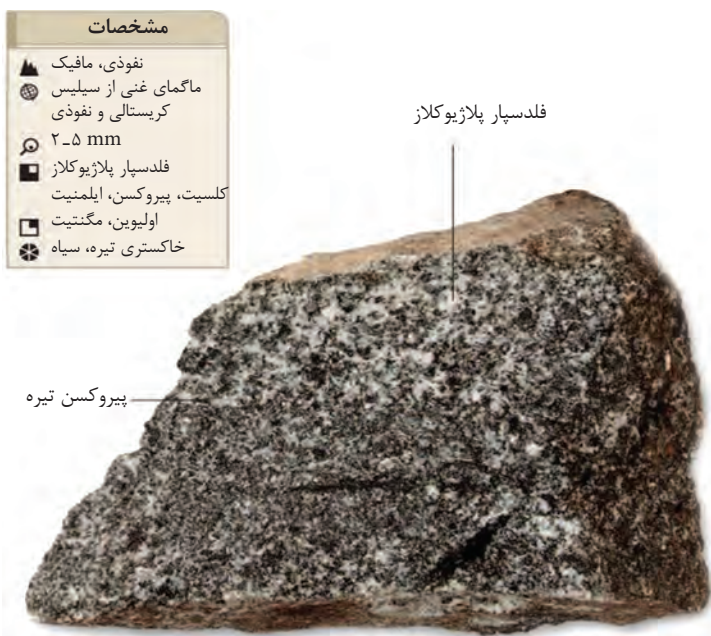 مشخصات
نفوذی، مافیک
ماگمای غنی از سیلیس
کریستالی و نفوذی
۲-۵ mm
فلدسپار پلاژیوکلاز
کلسیت، پیروکسن، ایلمنیت
اولیوین، مگنتیت
خاکستری تیره، سیاه
فلدسپار پلاژیوکلاز
پیروکسن تیره